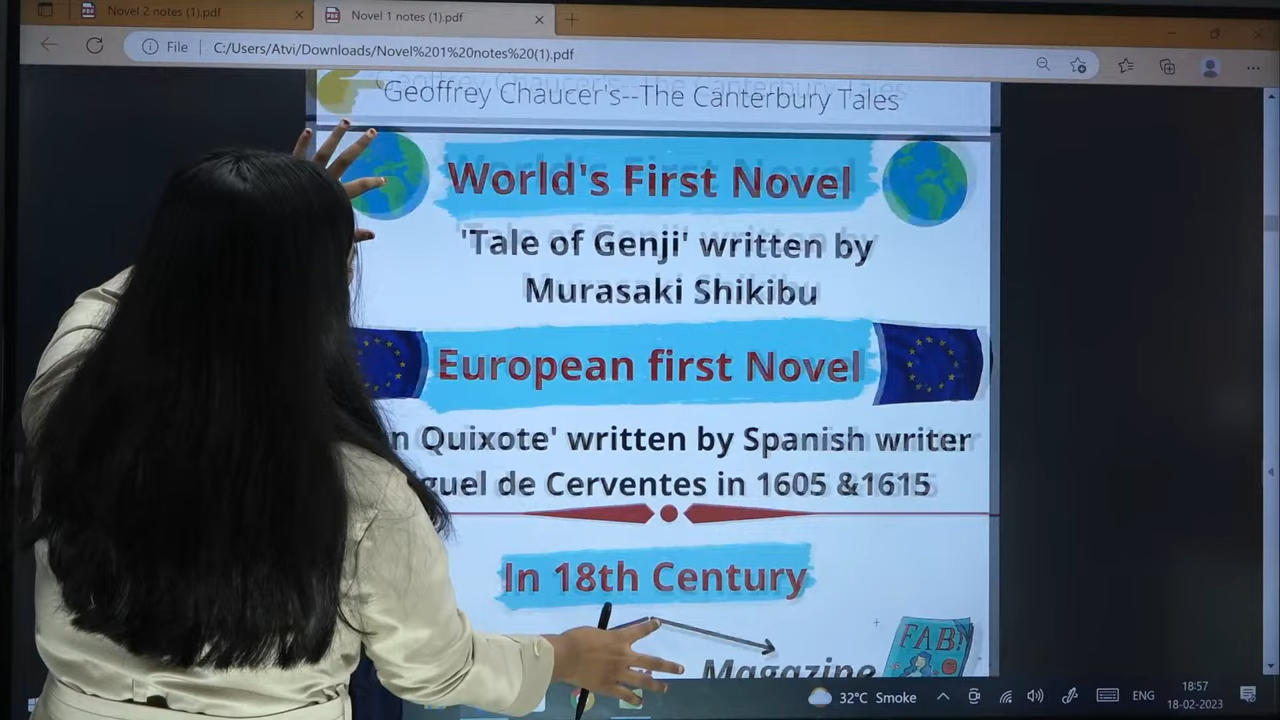 Novel 2 notes (1).pdf
Novel 1 notes (1).pdf
File
C:/Users/Atvi/Downloads/Novel%201%20notes%20(1).pdf
Geoffrey Chaucer's--The Canterbury Tales
World's First Novel
'Tale of Genji' written by
Murasaki Shikibu
European first Novel
Quixote' written by Spanish writer
de Cerventes in 1605 &1615
In 18th Century
FAB!
Magazine
32°C Smoke
ENG
18:57
18-02-2023